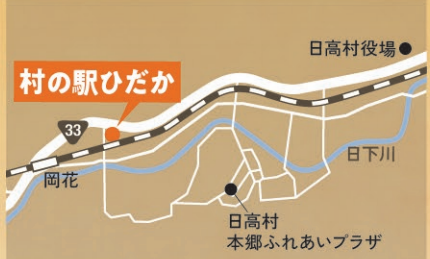 日高村役場
村の駅ひだか
33
日下川
岡花
日高村
本郷ふれあいプラザ